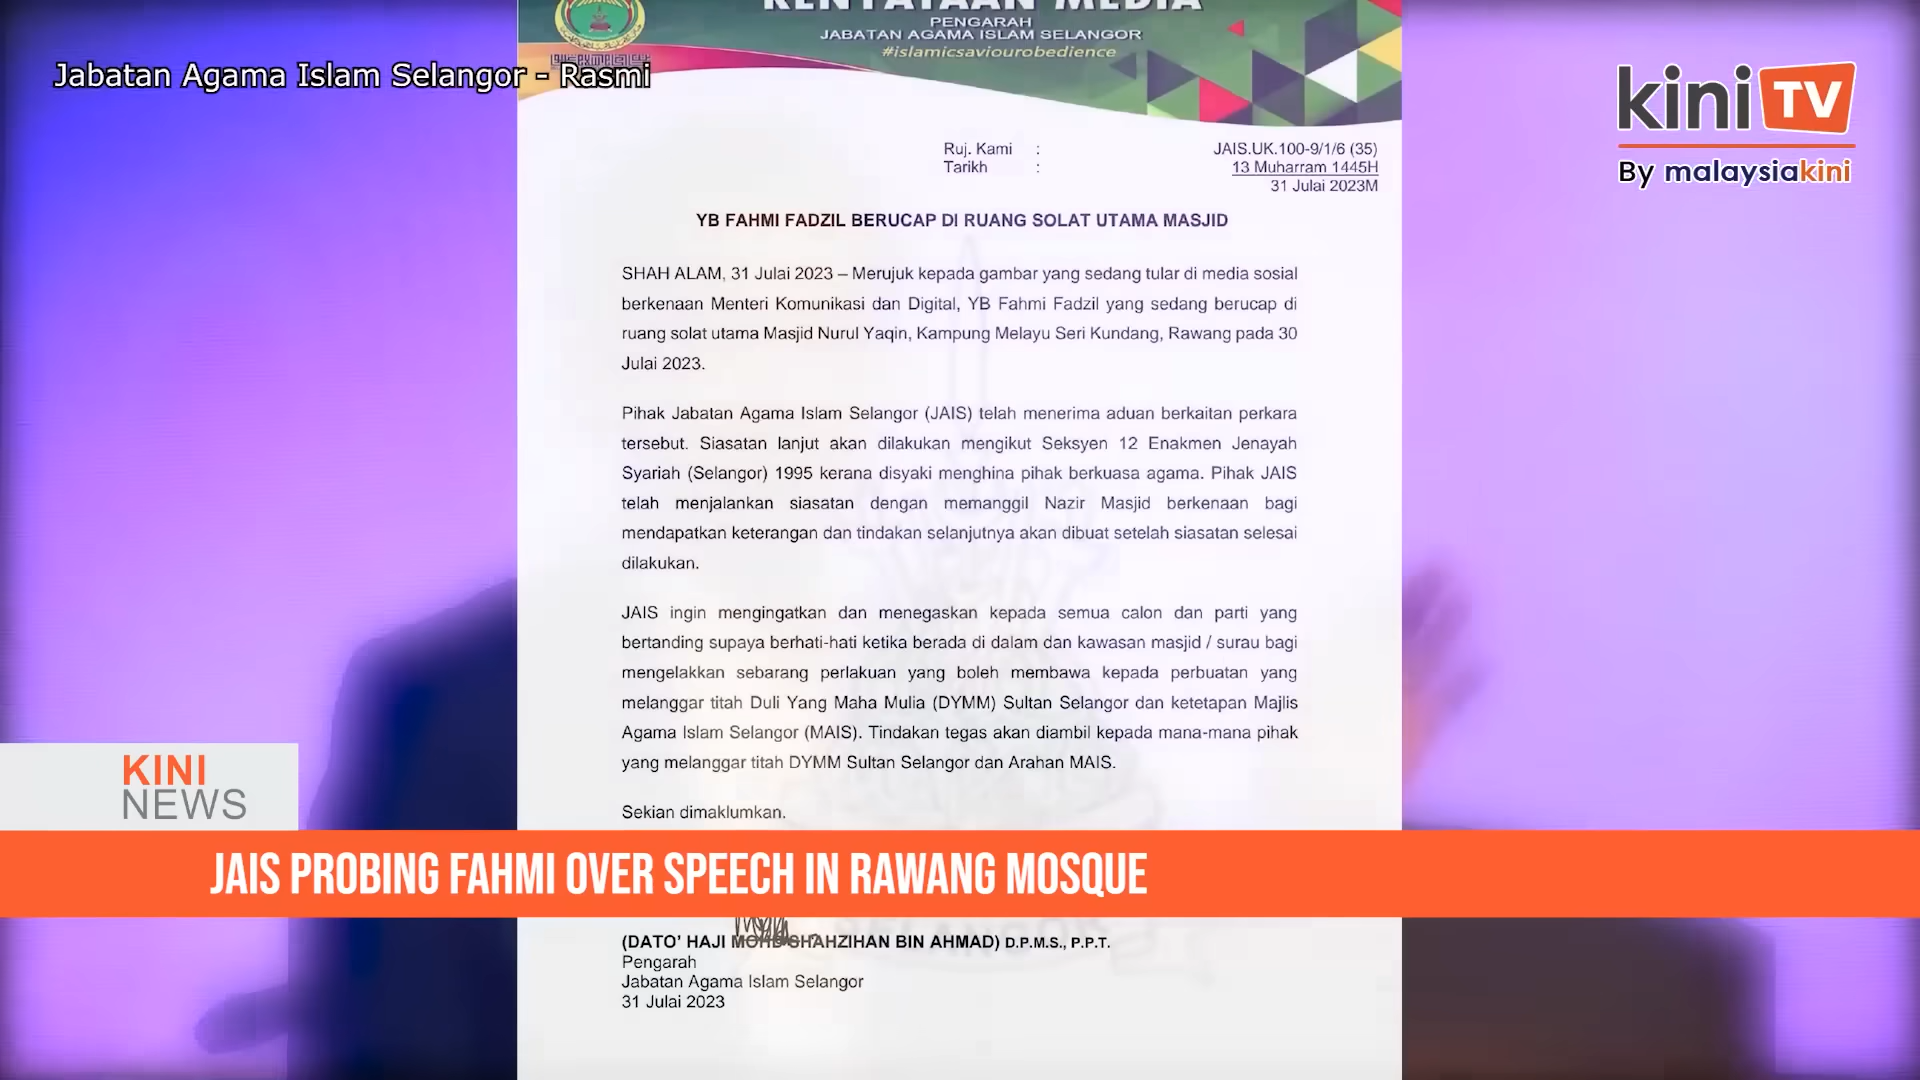 KENYATAAN MEDIA
PENGARAH
JABATAN AGAMA ISLAM SELANGOR
#islamicsaviourobedience
Jabatan Agama Islam Selangor - Rasmi
kini TV
By malaysiakini
Ruj. Kami : JAIS.UK.100-9/1/6 (35)
Tarikh : 13 Muharram 1445H
31 Julai 2023M
YB FAHMI FADZIL BERUCAP DI RUANG SOLAT UTAMA MASJID
SHAH ALAM, 31 Julai 2023 – Merujuk kepada gambar yang sedang tular di media sosial
berkenaan Menteri Komunikasi dan Digital, YB Fahmi Fadzil yang sedang berucap di
ruang solat utama Masjid Nurul Yaqin, Kampung Melayu Seri Kundang, Rawang pada 30
Julai 2023.
Pihak Jabatan Agama Islam Selangor (JAIS) telah menerima aduan berkaitan perkara
tersebut. Siasatan lanjut akan dilakukan mengikut Seksyen 12 Enakmen Jenayah
Syariah (Selangor) 1995 kerana disyaki menghina pihak berkuasa agama. Pihak JAIS
telah menjalankan siasatan dengan memanggil Nazir Masjid berkenaan bagi
mendapatkan keterangan dan tindakan selanjutnya akan dibuat setelah siasatan selesai
dilakukan.
JAIS ingin mengingatkan dan menegaskan kepada semua calon dan parti yang
bertanding supaya berhati-hati ketika berada di dalam dan kawasan masjid / surau bagi
mengelakkan sebarang perlakuan yang boleh membawa kepada perbuatan yang
melanggar titah Duli Yang Maha Mulia (DYMM) Sultan Selangor dan ketetapan Majlis
Agama Islam Selangor (MAIS). Tindakan tegas akan diambil kepada mana-mana pihak
yang melanggar titah DYMM Sultan Selangor dan Arahan MAIS.
Sekian dimaklumkan.
KINI
NEWS
JAIS PROBING FAHMI OVER SPEECH IN RAWANG MOSQUE
SELANGOR
(DATO' HAJI MOHD SHAHZIHAN BIN AHMAD) D.P.M.S., P.P.T.
Pengarah
Jabatan Agama Islam Selangor
31 Julai 2023